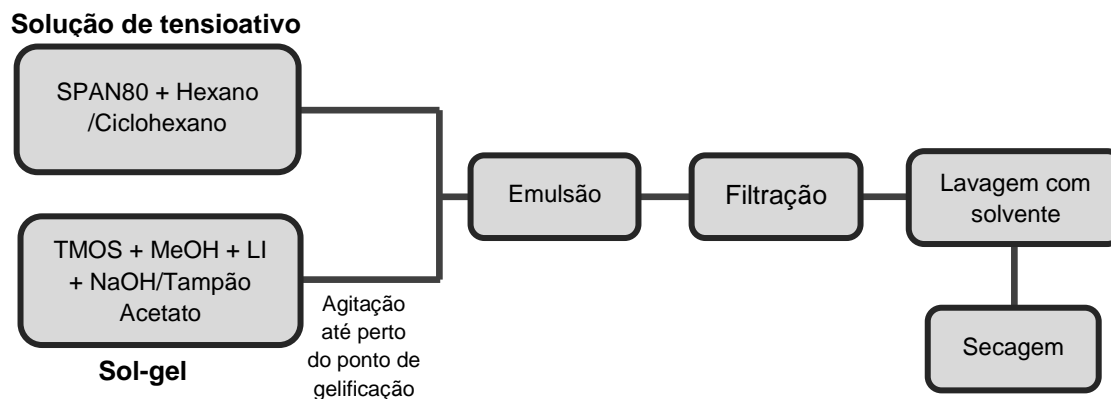 Solução de tensioativo
SPAN80 + Hexano
/Ciclohexano
TMOS + MeOH + LI
+ NaOH/Tampão
Acetato
Sol-gel
Agitação
até perto
do ponto de
gelificação
Emulsão
Filtração
Lavagem com
solvente
Secagem